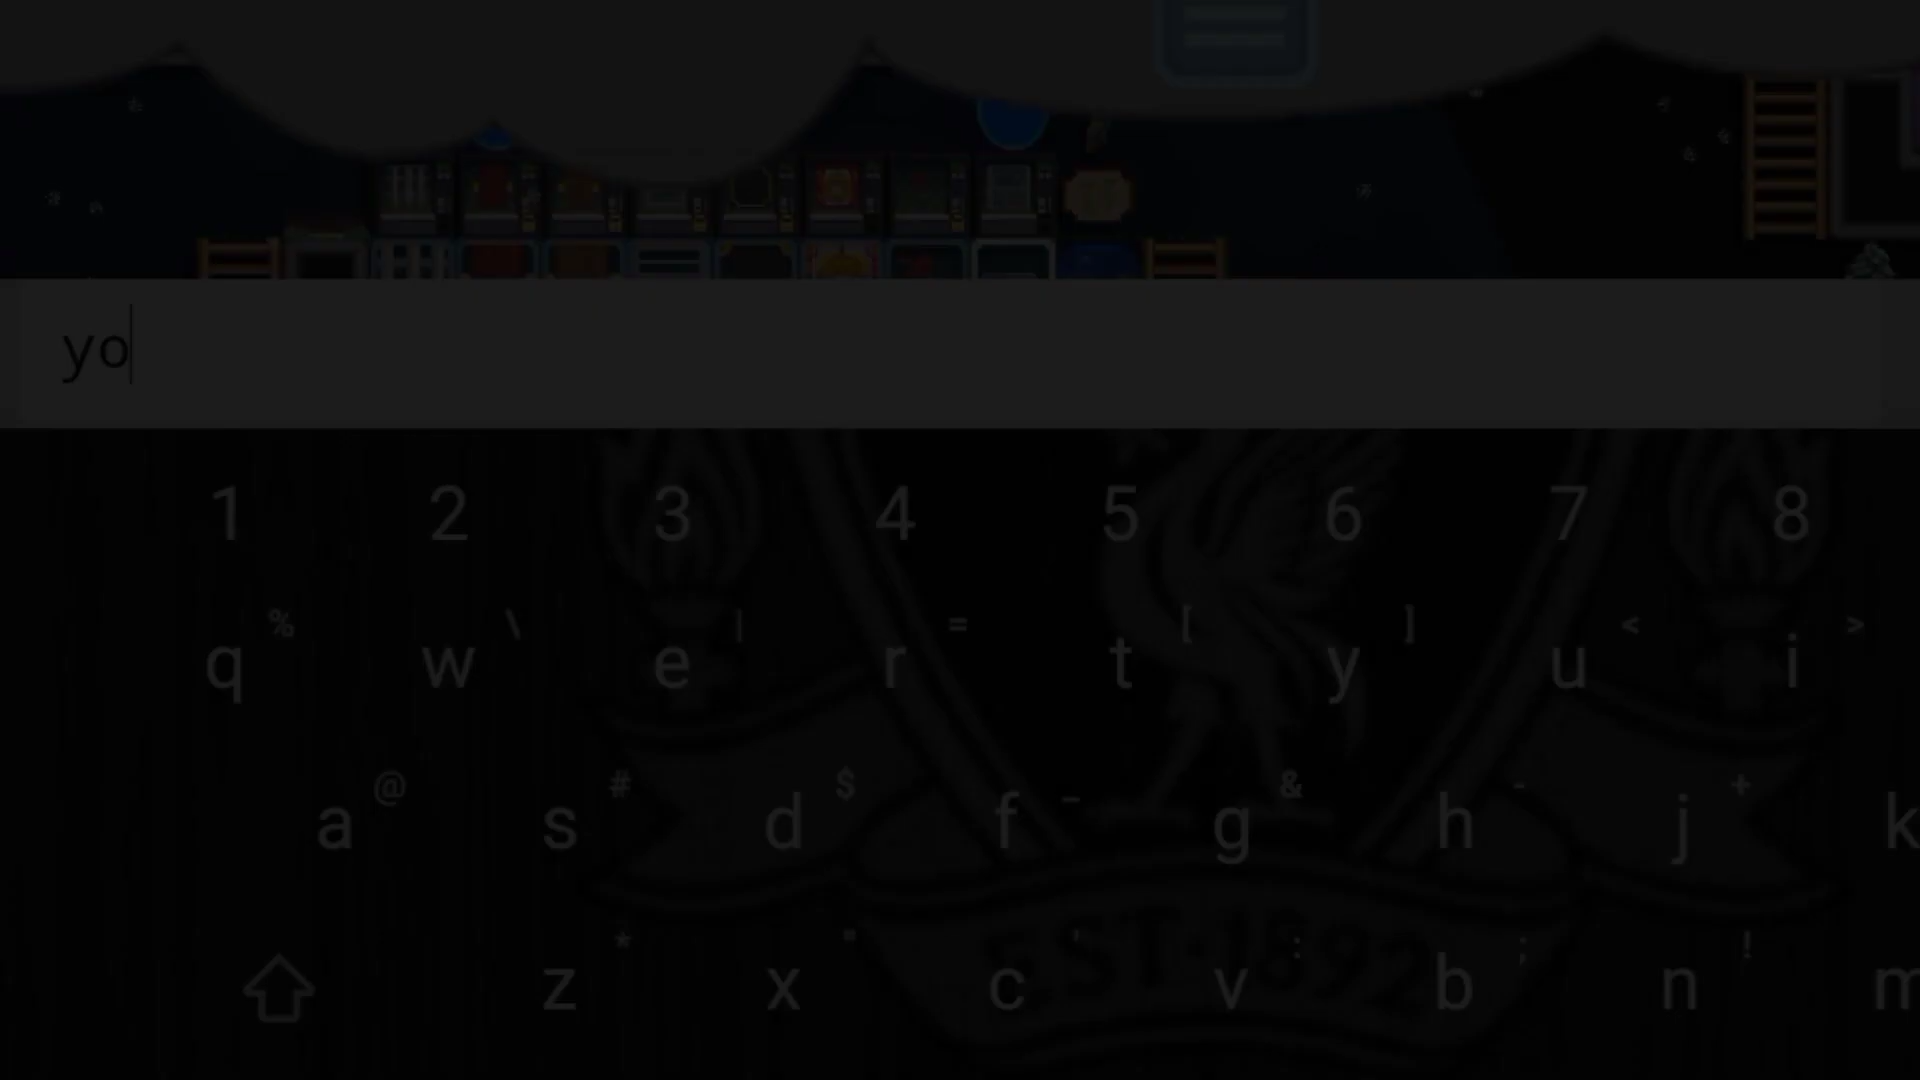 yo
1 2 3 4 5 6 7 8
% \ | = [ ] < >
q w e r t y u i
@ # $ _ & - + 
a s d f g h j k
* " ' : ; !
z x c v b n m
EST·1892